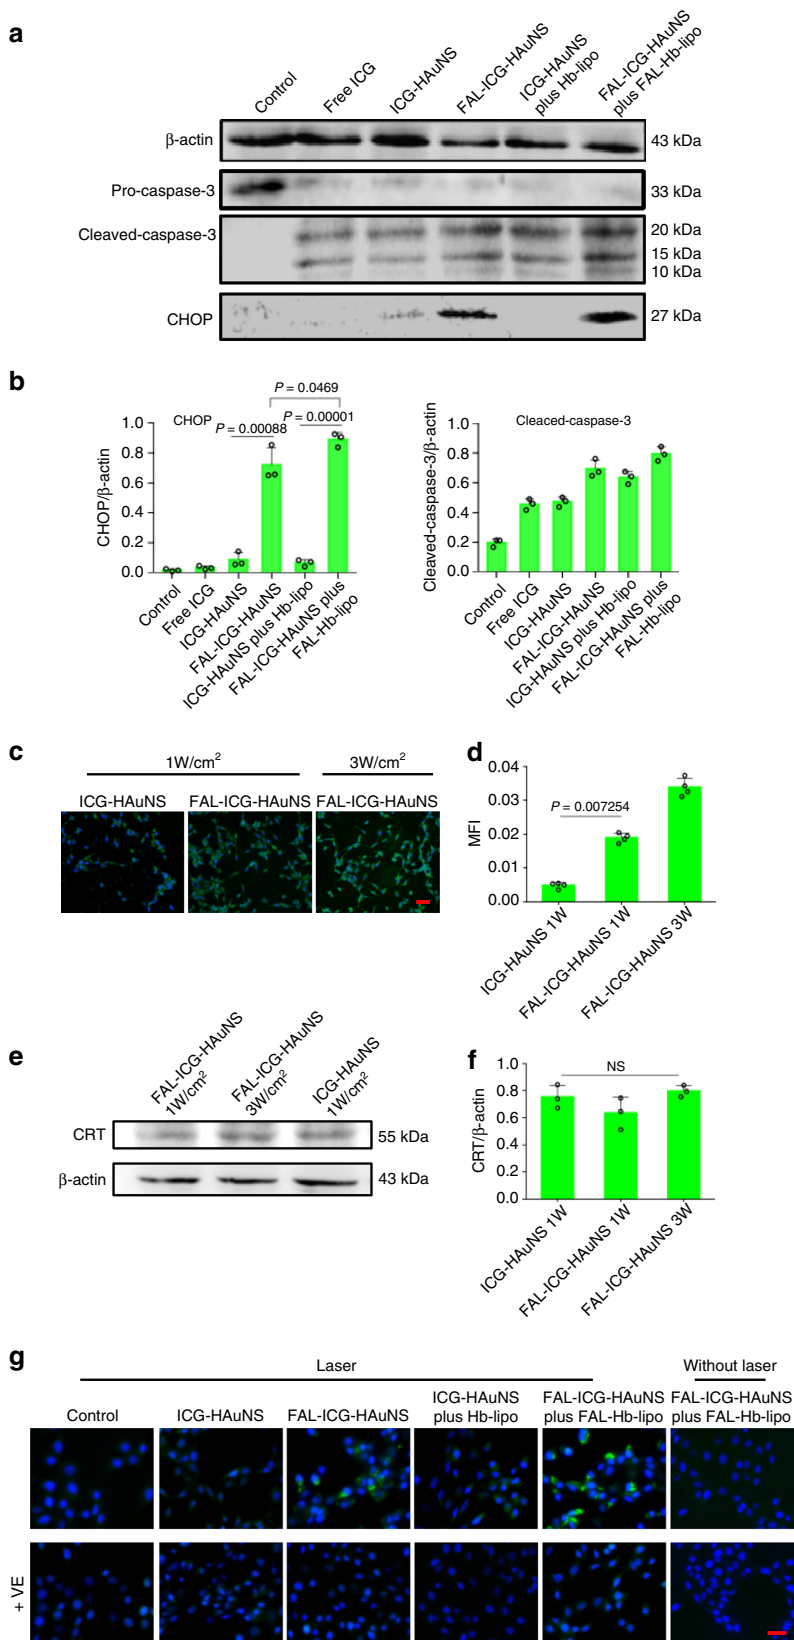 a
Control
Free ICG
ICG-HAuNS
FAL-ICG-HAuNS
ICG-HAuNS
plus Hb-lipo
FAL-ICG-HAuNS
plus FAL-Hb-lipo
β-actin
43 kDa
Pro-caspase-3
33 kDa
Cleaved-caspase-3
20 kDa
15 kDa
10 kDa
CHOP
27 kDa
b
CHOP
P = 0.00088
P = 0.0469
P = 0.00001
CHOP/β-actin
1.0
0.8
0.6
0.4
0.2
0.0
Control
Free ICG
ICG-HAuNS
FAL-ICG-HAuNS
ICG-HAuNS plus Hb-lipo
FAL-ICG-HAuNS plus
FAL-Hb-lipo
Cleaced-caspase-3
Cleaved-caspase-3/β-actin
1.0
0.8
0.6
0.4
0.2
0.0
Control
Free ICG
ICG-HAuNS
FAL-ICG-HAuNS
ICG-HAuNS plus Hb-lipo
FAL-ICG-HAuNS plus
FAL-Hb-lipo
c
1W/cm²
3W/cm²
ICG-HAuNS
FAL-ICG-HAuNS
FAL-ICG-HAuNS
d
MFI
0.04
0.03
0.02
0.01
0.00
P = 0.007254
ICG-HAuNS 1W
FAL-ICG-HAuNS 1W
FAL-ICG-HAuNS 3W
e
FAL-ICG-HAuNS
1W/cm²
FAL-ICG-HAuNS
3W/cm²
ICG-HAuNS
1W/cm²
CRT
55 kDa
β-actin
43 kDa
f
CRT/β-actin
1.0
0.8
0.6
0.4
0.2
0.0
NS
ICG-HAuNS 1W
FAL-ICG-HAuNS 1W
FAL-ICG-HAuNS 3W
g
Laser
Without laser
Control
ICG-HAuNS
FAL-ICG-HAuNS
ICG-HAuNS
plus Hb-lipo
FAL-ICG-HAuNS
plus FAL-Hb-lipo
FAL-ICG-HAuNS
plus FAL-Hb-lipo
+ VE